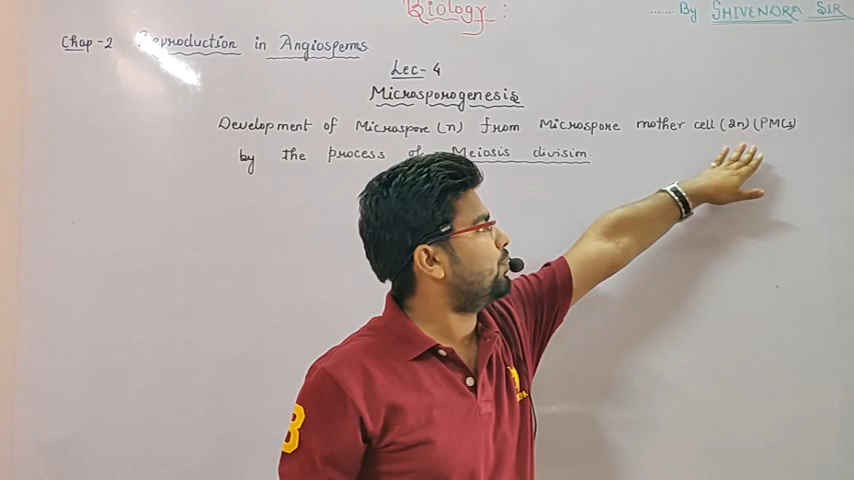 Biology:
...... By SHIVENDRA SIR
Chap-2 Reproduction in Angiosperms
Lec-4
Microsporogenesis
Development of Microspore (n) from Microspore mother cell (2n) (PMCs)
by the process of Meiosis division.